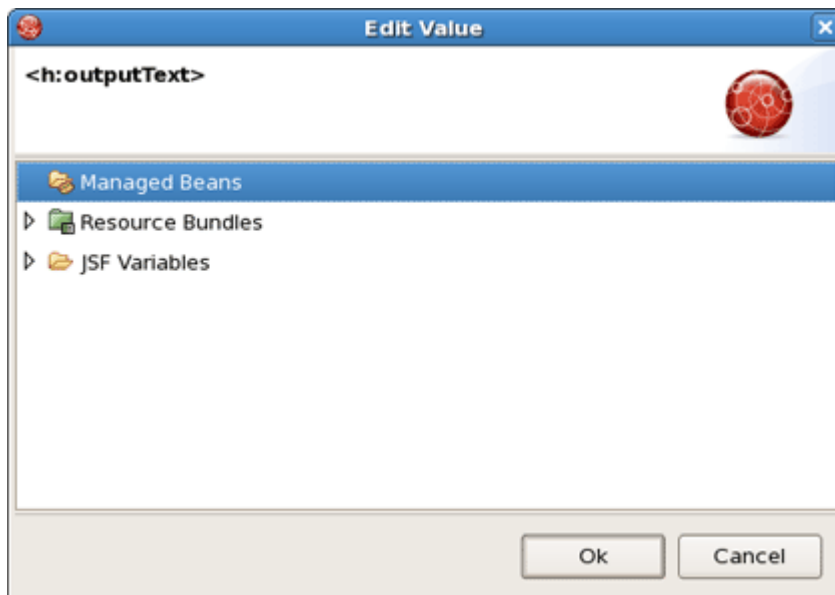 Edit Value
<h:outputText>
Managed Beans
Resource Bundles
JSF Variables
Ok
Cancel